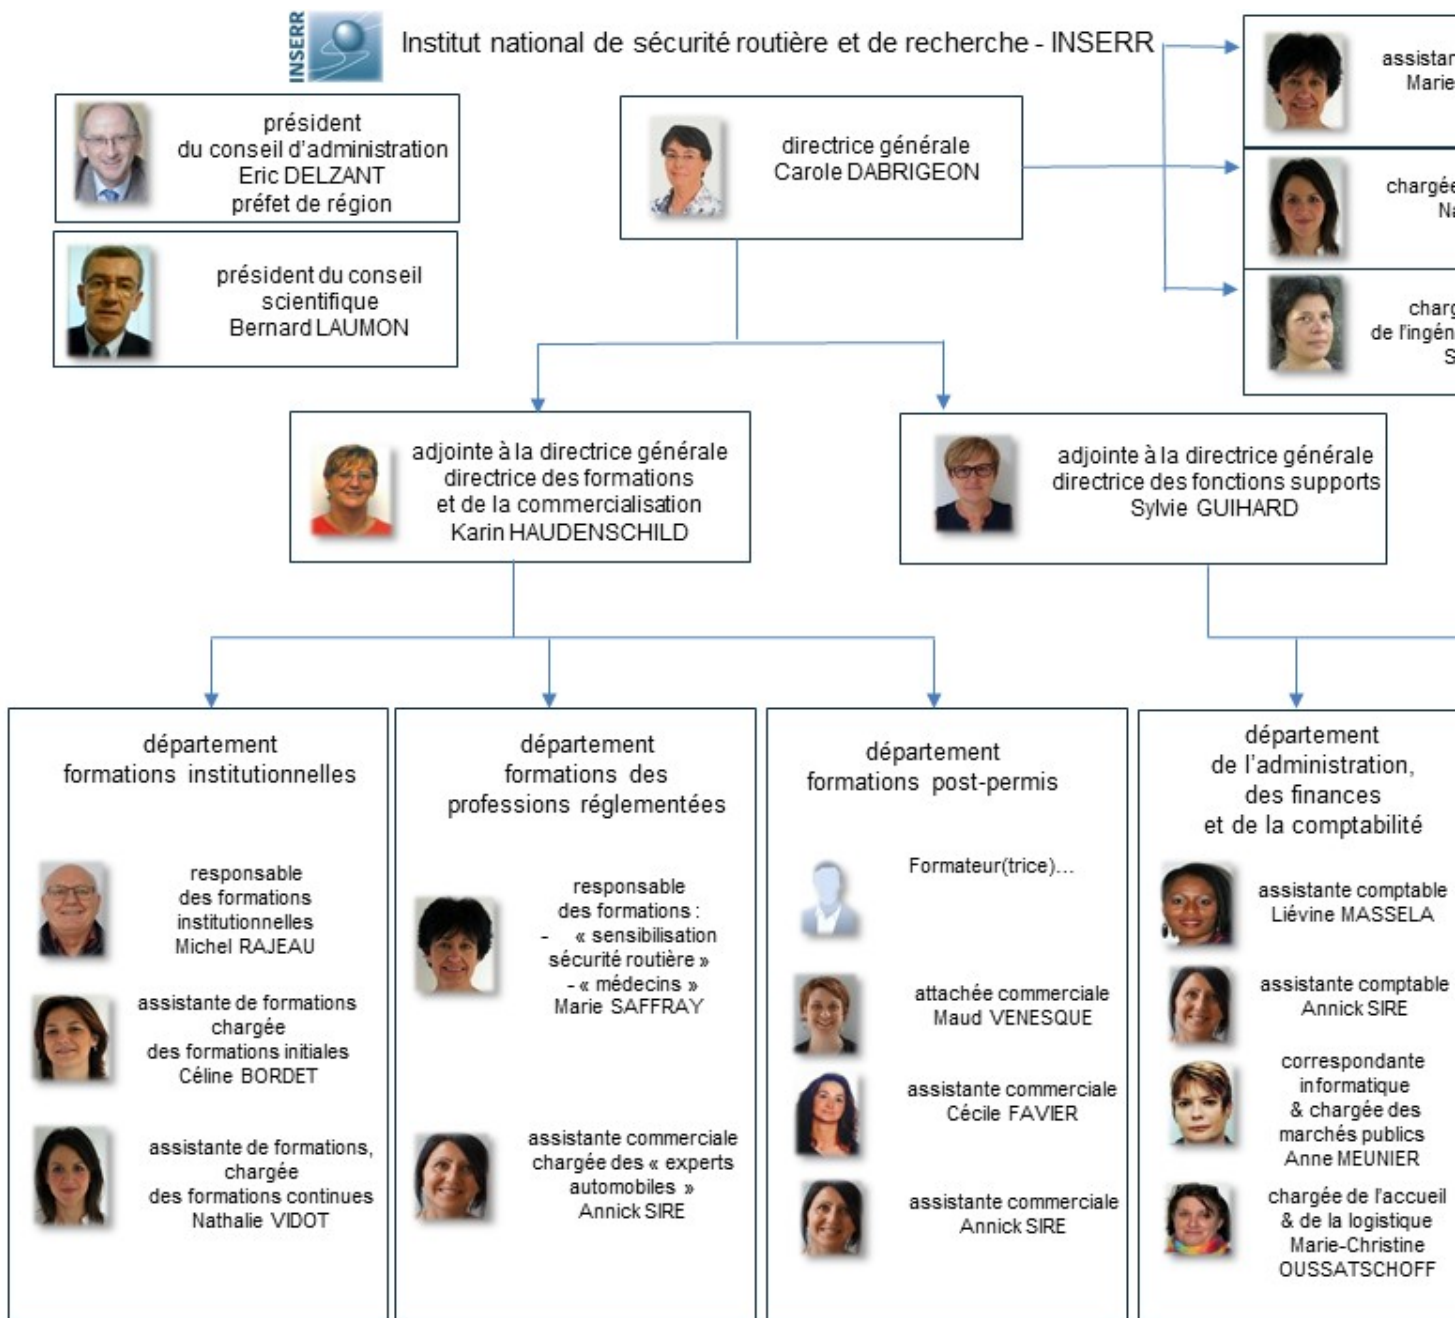 INSERR
Institut national de sécurité routière et de recherche - INSERR
président
du conseil d'administration
Eric DELZANT
préfet de région
président du conseil
scientifique
Bernard LAUMON
directrice générale
Carole DABRIGEON
assistan
Marie
chargée
Na
charg
de l'ingén
S
adjointe à la directrice générale
directrice des formations
et de la commercialisation
Karin HAUDENSCHILD
adjointe à la directrice générale
directrice des fonctions supports
Sylvie GUIHARD
département
formations institutionnelles
responsable
des formations
institutionnelles
Michel RAJEAU
assistante de formations
chargée
des formations initiales
Céline BORDET
assistante de formations,
chargée
des formations continues
Nathalie VIDOT
département
formations des
professions réglementées
responsable
des formations :
- « sensibilisation
sécurité routière »
- « médecins »
Marie SAFFRAY
assistante commerciale
chargée des « experts
automobiles »
Annick SIRE
département
formations post-permis
Formateur(trice)...
attachée commerciale
Maud VENESQUE
assistante commerciale
Cécile FAVIER
assistante commerciale
Annick SIRE
département
de l'administration,
des finances
et de la comptabilité
assistante comptable
Liévine MASSELA
assistante comptable
Annick SIRE
correspondante
informatique
& chargée des
marchés publics
Anne MEUNIER
chargée de l'accueil
& de la logistique
Marie-Christine
OUSSATSCHOFF